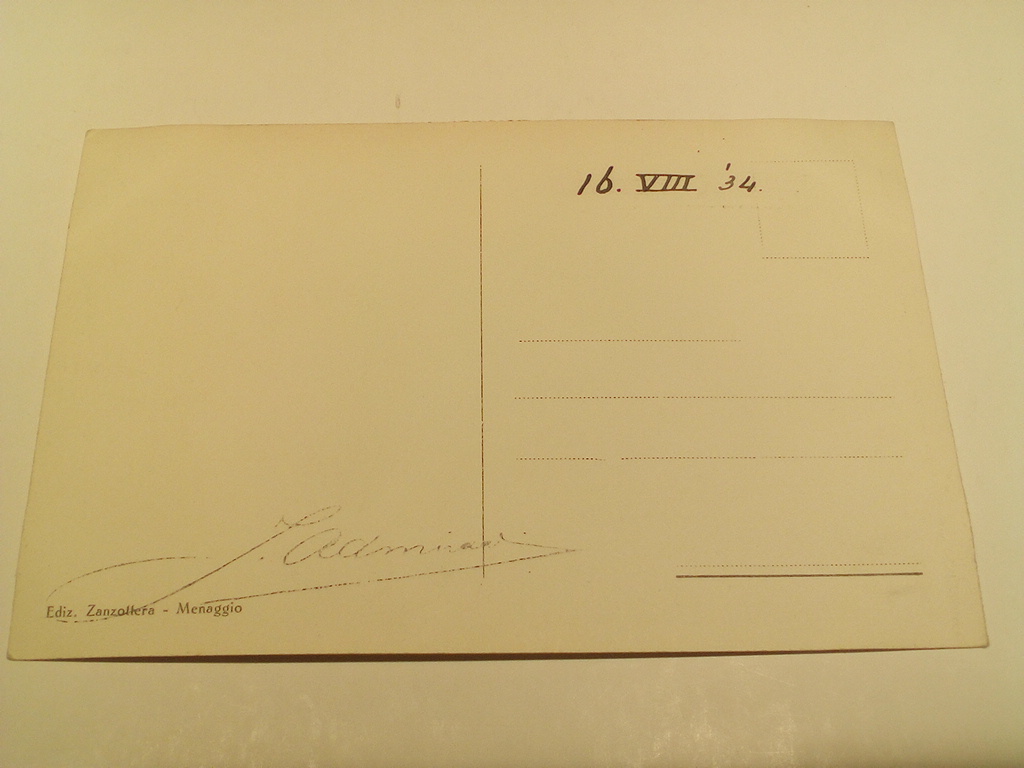 16. VIII '34.
Ediz. Zanzottera - Menaggio